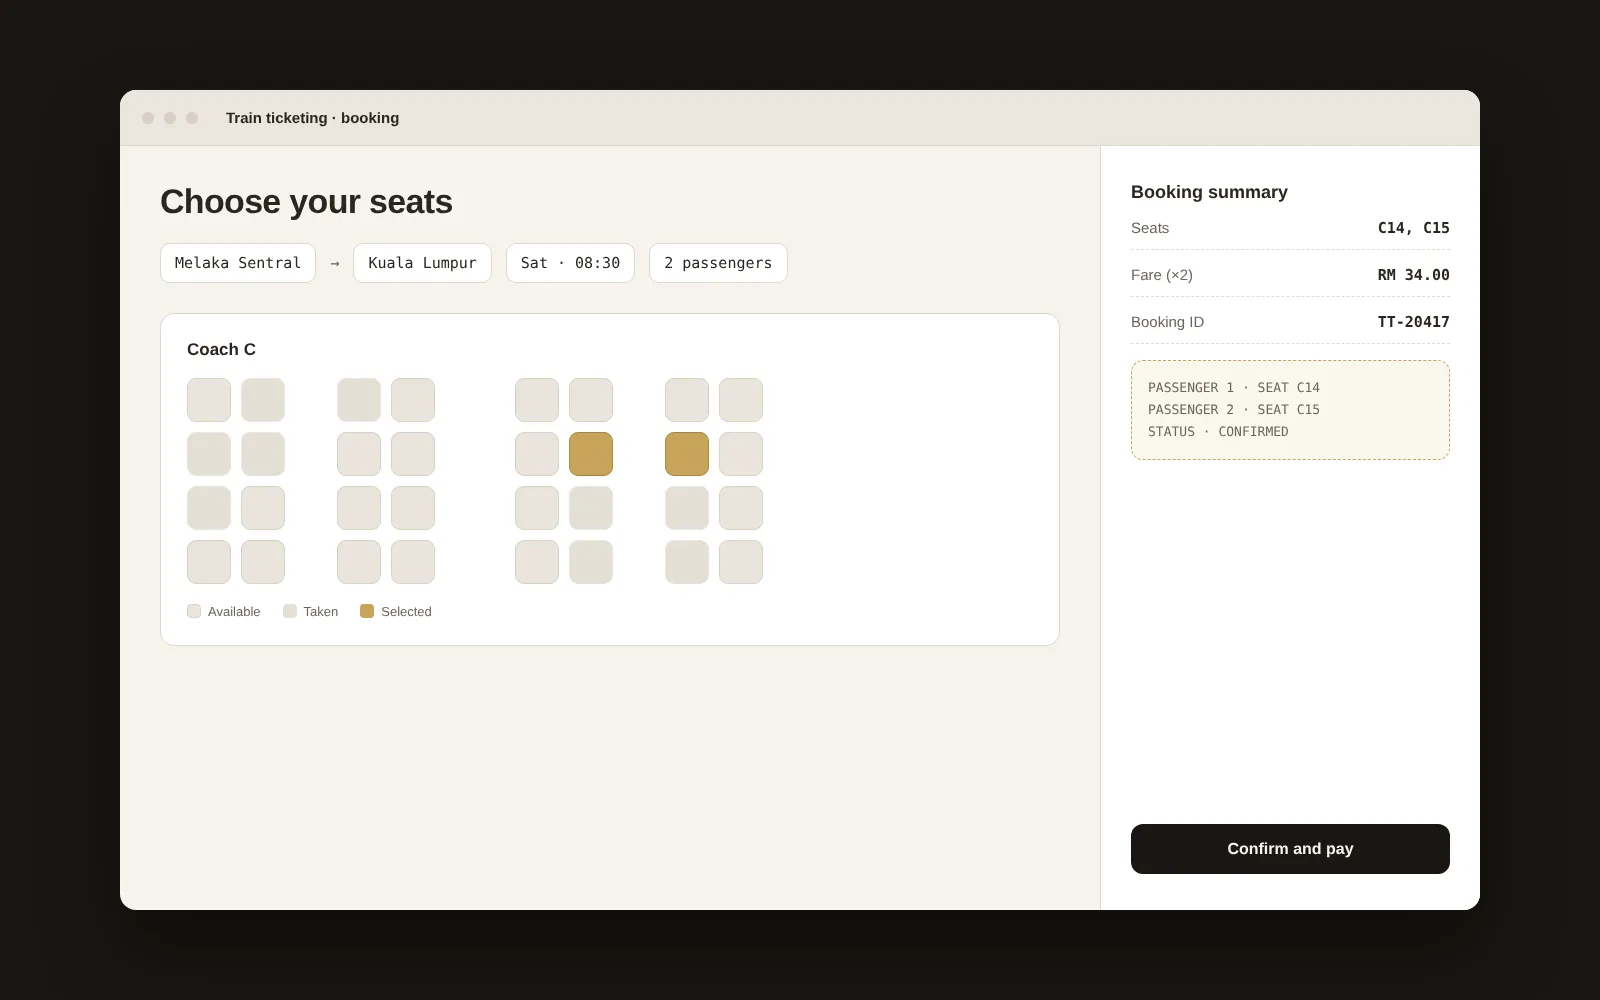 Train ticketing · booking
Choose your seats
Melaka Sentral → Kuala Lumpur Sat · 08:30 2 passengers
Coach C
Available Taken Selected
Booking summary
Seats C14, C15
Fare (×2) RM 34.00
Booking ID TT-20417
PASSENGER 1 · SEAT C14
PASSENGER 2 · SEAT C15
STATUS · CONFIRMED
Confirm and pay